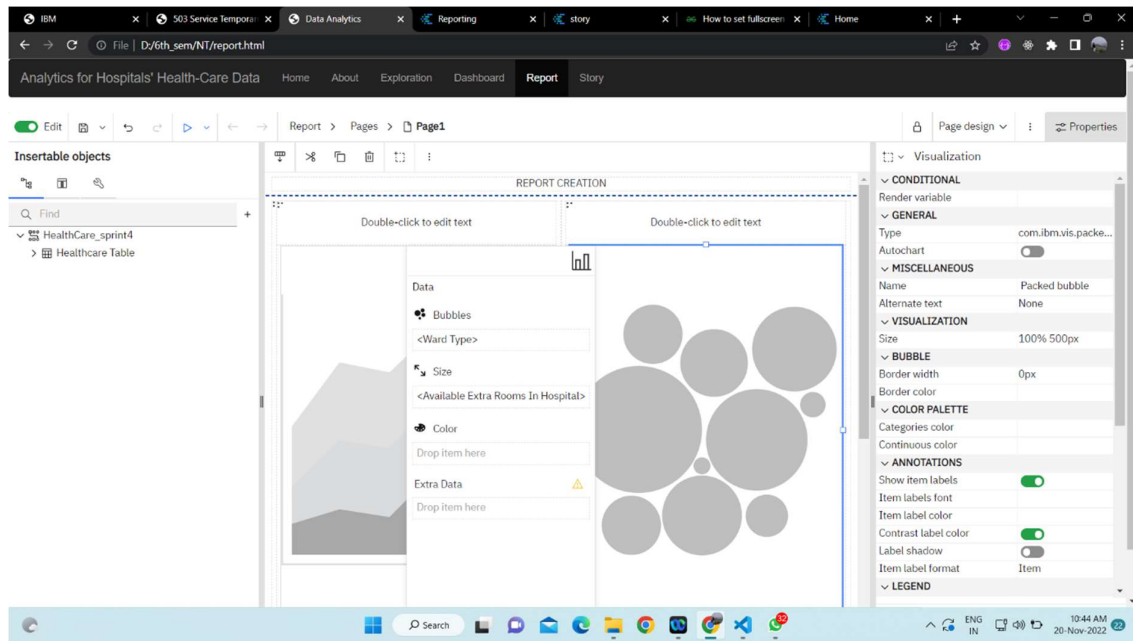 IBM
503 Service Temporar
Data Analytics
Reporting
story
How to set fullscreen
Home
File | D:/6th_sem/NT/report.html
Analytics for Hospitals' Health-Care Data Home About Exploration Dashboard Report Story
Edit
Report > Pages > Page1
Page design
Properties
Insertable objects
Find
HealthCare_sprint4
Healthcare Table
REPORT CREATION
Double-click to edit text
Double-click to edit text
Data
Bubbles
<Ward Type>
Size
<Available Extra Rooms In Hospital>
Color
Drop item here
Extra Data
Drop item here
Visualization
CONDITIONAL
Render variable
GENERAL
Type com.ibm.vis.packe...
Autochart
MISCELLANEOUS
Name Packed bubble
Alternate text None
VISUALIZATION
Size 100% 500px
BUBBLE
Border width 0px
Border color
COLOR PALETTE
Categories color
Continuous color
ANNOTATIONS
Show item labels
Item labels font
Item label color
Contrast label color
Label shadow
Item label format Item
LEGEND
Search
32
ENG
IN
10:44 AM
20-Nov-2022
22